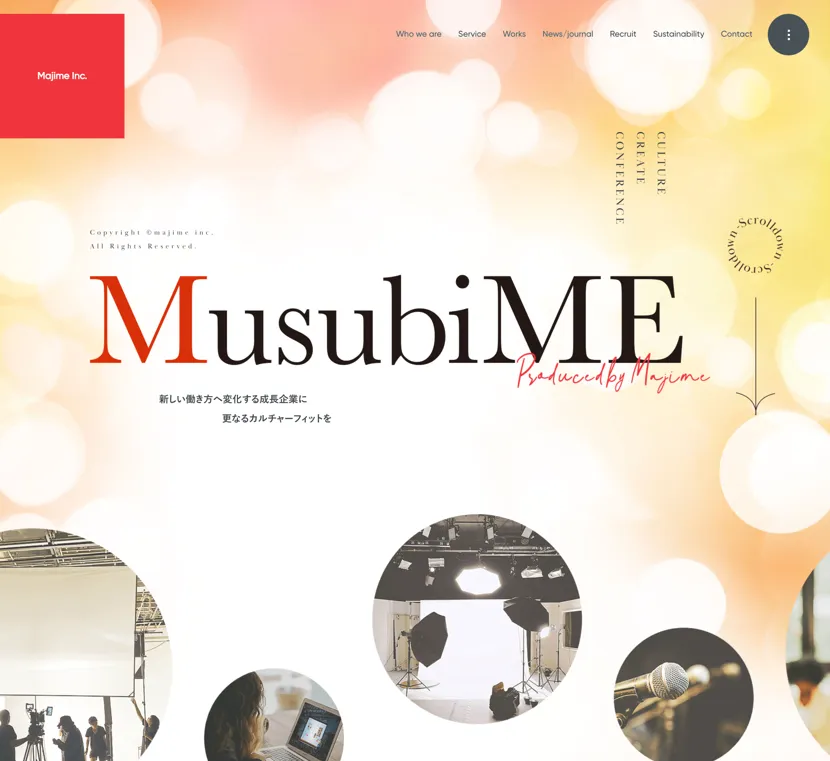 Majime Inc.
Who we are
Service
Works
News/journal
Recruit
Sustainability
Contact
CULTURE
CREATE
CONFERENCE
-Scrolldown-Scrolldown
Copyright ©majime inc.
All Rights Reserved.
MusubiME
Produced by Majime
新しい働き方へ変化する成長企業に
更なるカルチャーフィットを